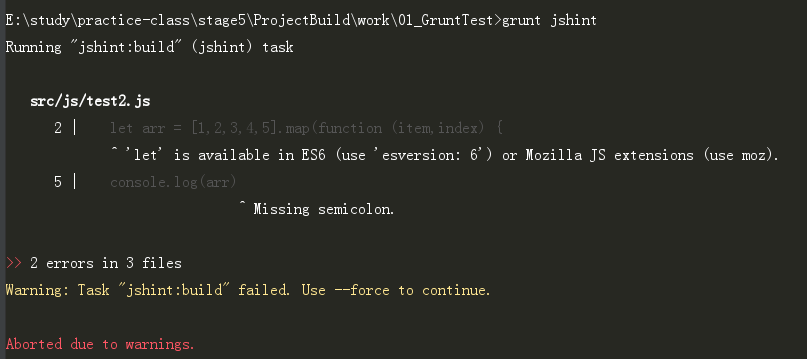 E:\study\practice-class\stage5\ProjectBuild\work\01_GruntTest>grunt jshint
Running "jshint:build" (jshint) task
src/js/test2.js
2 | let arr = [1,2,3,4,5].map(function (item,index) {
^ 'let' is available in ES6 (use 'esversion: 6') or Mozilla JS extensions (use moz).
5 | console.log(arr)
^ Missing semicolon.
>> 2 errors in 3 files
Warning: Task "jshint:build" failed. Use --force to continue.
Aborted due to warnings.